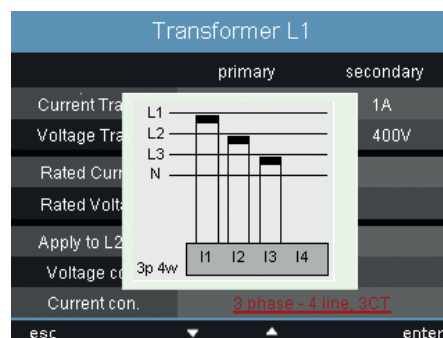 Transformer L1
primary secondary
Current Tra 1A
Voltage Tra 400V
Rated Curr
Rated Volta
Apply to L2
Voltage co
Current con. 3 phase - 4 line, 3CT
L1
L2
L3
N
3p 4w I1 I2 I3 I4
esc enter